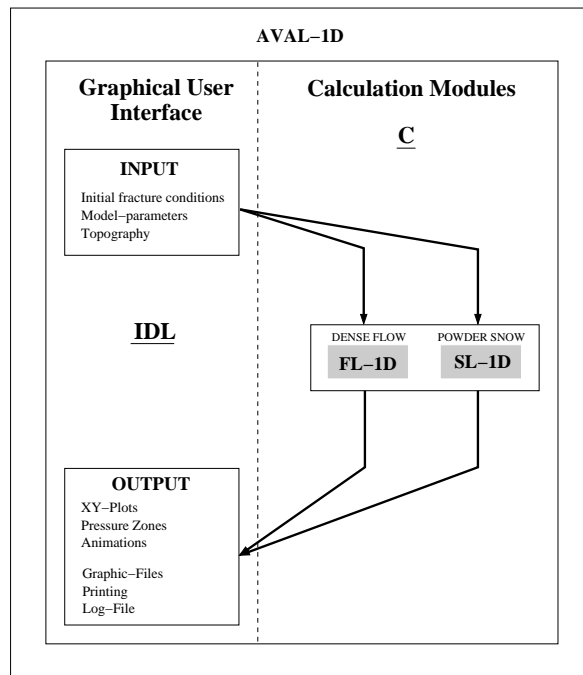 AVAL−1D
Graphical User
Interface
Calculation Modules
C
INPUT
Initial fracture conditions
Model−parameters
Topography
IDL
DENSE FLOW
POWDER SNOW
FL−1D
SL−1D
OUTPUT
XY−Plots
Pressure Zones
Animations
Graphic−Files
Printing
Log−File